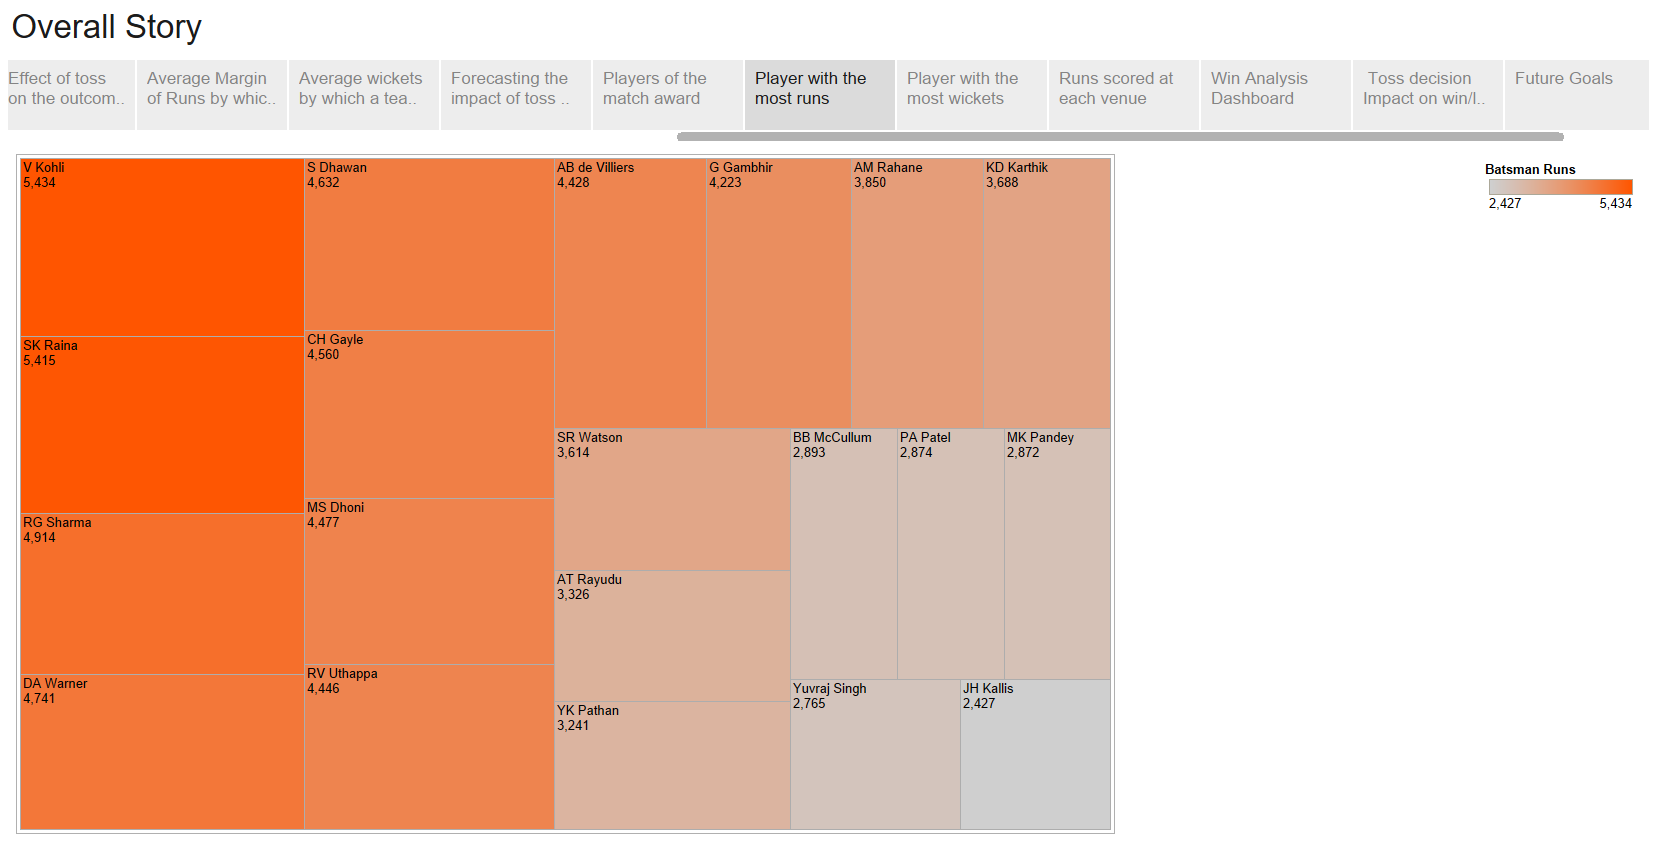 Overall Story
Effect of toss
on the outcom..
Average Margin
of Runs by whic..
Average wickets
by which a tea..
Forecasting the
impact of toss ..
Players of the
match award
Player with the
most runs
Player with the
most wickets
Runs scored at
each venue
Win Analysis
Dashboard
Toss decision
Impact on win/l..
Future Goals
V Kohli
5,434
SK Raina
5,415
RG Sharma
4,914
DA Warner
4,741
S Dhawan
4,632
CH Gayle
4,560
MS Dhoni
4,477
RV Uthappa
4,446
AB de Villiers
4,428
G Gambhir
4,223
AM Rahane
3,850
KD Karthik
3,688
SR Watson
3,614
AT Rayudu
3,326
YK Pathan
3,241
BB McCullum
2,893
PA Patel
2,874
MK Pandey
2,872
Yuvraj Singh
2,765
JH Kallis
2,427
Batsman Runs
2,427 5,434